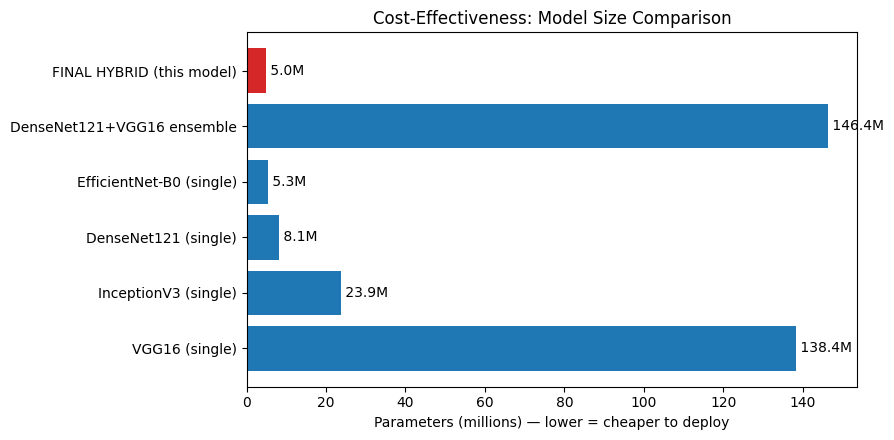 Cost-Effectiveness: Model Size Comparison
FINAL HYBRID (this model) 5.0M
DenseNet121+VGG16 ensemble 146.4M
EfficientNet-B0 (single) 5.3M
DenseNet121 (single) 8.1M
InceptionV3 (single) 23.9M
VGG16 (single) 138.4M
0 20 40 60 80 100 120 140
Parameters (millions) — lower = cheaper to deploy